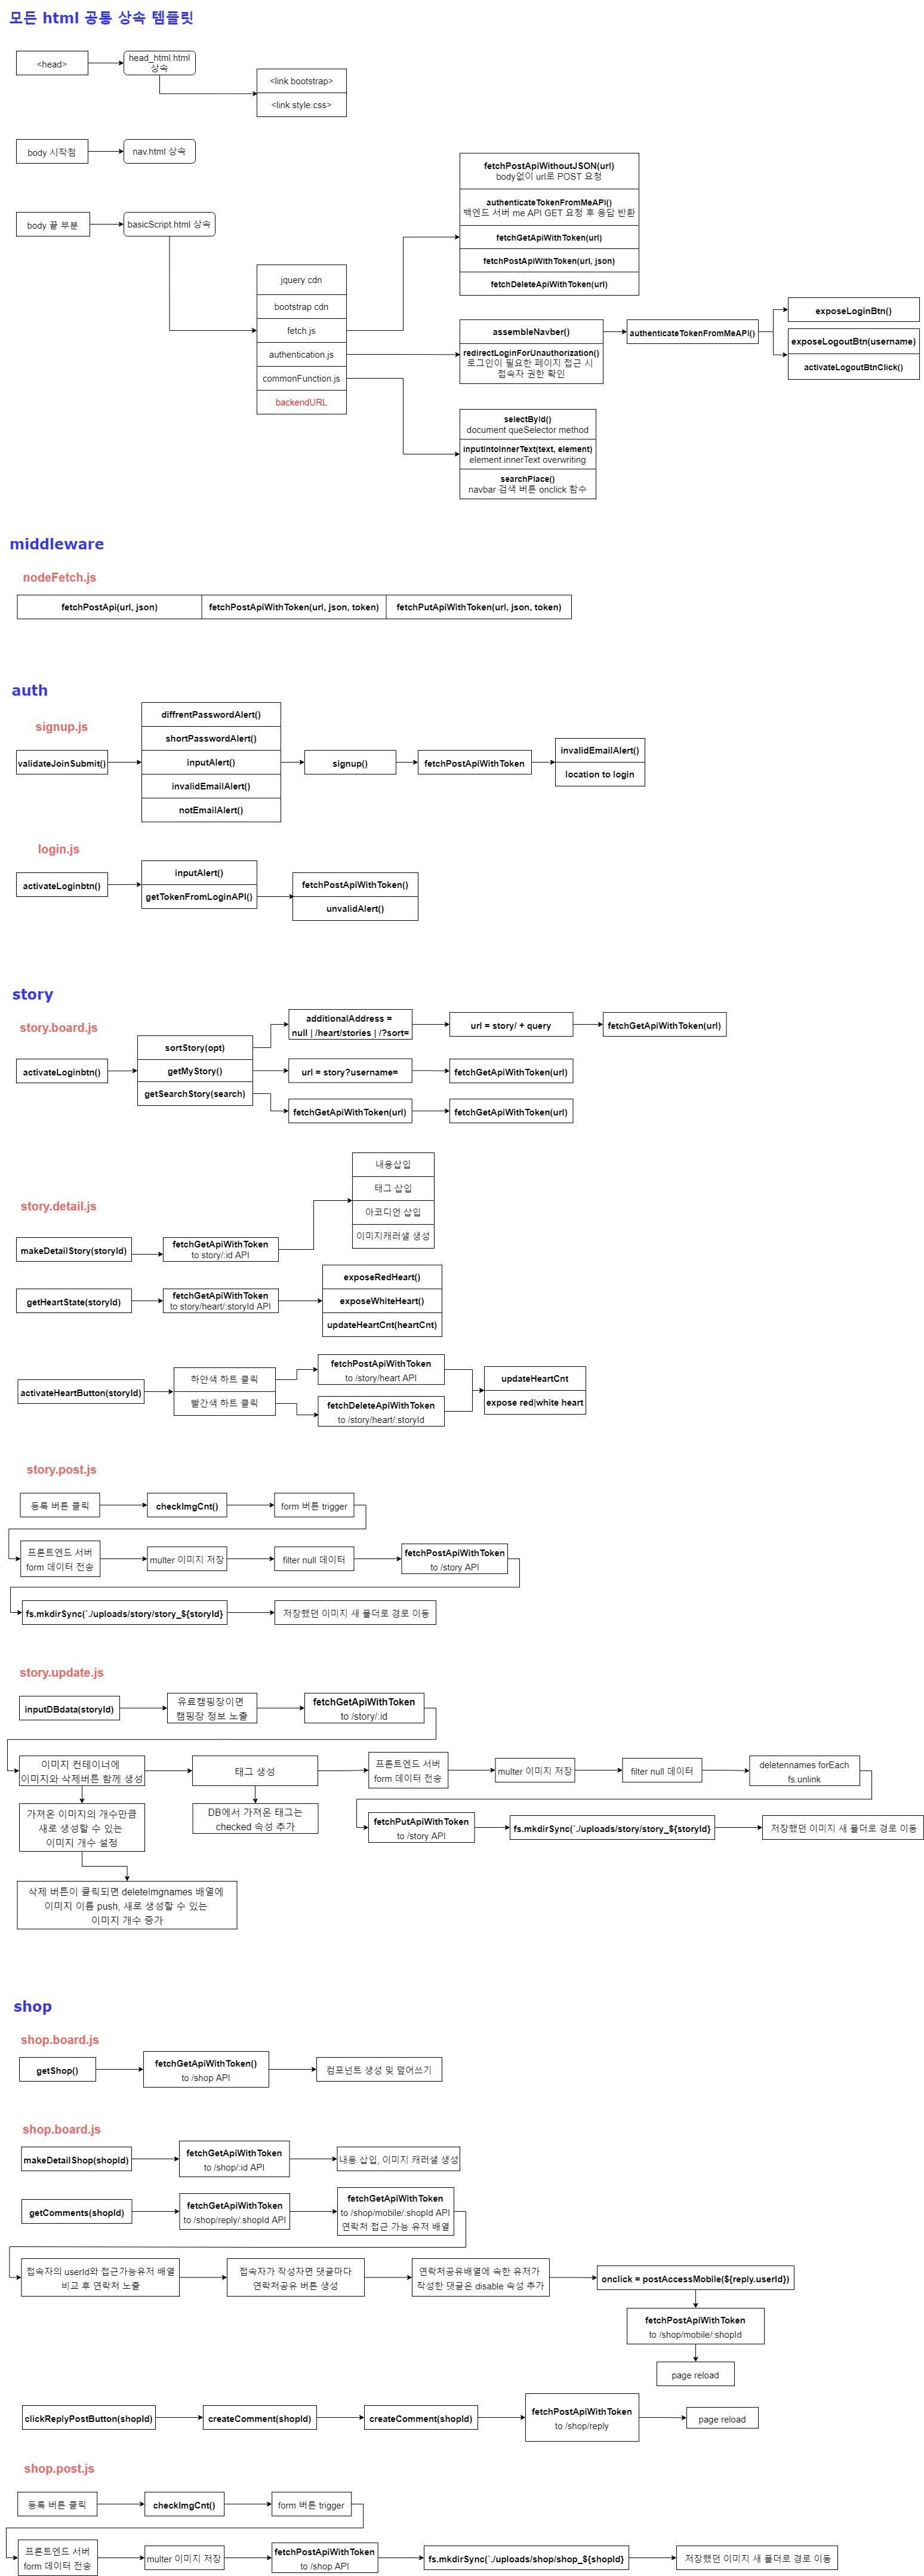 모든 html 공통 상속 템플릿
<head>
head_html.html
상속
<link bootstrap>
<link style.css>
body 시작점
nav.html 상속
body 끝 부분
basicScript.html 상속
jquery cdn
bootstrap cdn
fetch.js
authentication.js
commonFunction.js
backendURL
fetchPostApiWithoutJSON(url)
body없이 url로 POST 요청
authenticateTokenFromMeAPI()
백엔드 서버 me API GET 요청 후 응답 반환
fetchGetApiWithToken(url)
fetchPostApiWithToken(url, json)
fetchDeleteApiWithToken(url)
assembleNavber()
redirectLoginForUnauthorization()
로그인이 필요한 페이지 접근 시
접속자 권한 확인
authenticateTokenFromMeAPI()
exposeLoginBtn()
exposeLogoutBtn(username)
activateLogoutBtnClick()
selectById()
document queSelector method
inputIntoInnerText(text, element)
element.innerText overwriting
searchPlace()
navbar 검색 버튼 onclick 함수
middleware
nodeFetch.js
fetchPostApi(url, json)
fetchPostApiWithToken(url, json, token)
fetchPutApiWithToken(url, json, token)
auth
signup.js
validateJoinSubmit()
diffrentPasswordAlert()
shortPasswordAlert()
inputAlert()
invalidEmailAlert()
notEmailAlert()
signup()
fetchPostApiWithToken
invalidEmailAlert()
location to login
login.js
activateLoginbtn()
inputAlert()
getTokenFromLoginAPI()
fetchPostApiWithToken()
unvalidAlert()
story
story.board.js
activateLoginbtn()
sortStory(opt)
getMyStory()
getSearchStory(search)
additionalAddress =
null | /heart/stories | /?sort=
url = story/ + query
fetchGetApiWithToken(url)
url = story?username=
fetchGetApiWithToken(url)
fetchGetApiWithToken(url)
fetchGetApiWithToken(url)
story.detail.js
makeDetailStory(storyId)
fetchGetApiWithToken
to story/:id API
내용삽입
태그 삽입
아코디언 삽입
이미지캐러샐 생성
getHeartState(storyId)
fetchGetApiWithToken
to story/heart/:storyId API
exposeRedHeart()
exposeWhiteHeart()
updateHeartCnt(heartCnt)
activateHeartButton(storyId)
하얀색 하트 클릭
빨간색 하트 클릭
fetchPostApiWithToken
to /story/heart API
fetchDeleteApiWithToken
to /story/heart/:storyId
updateHeartCnt
expose red|white heart
story.post.js
등록 버튼 클릭
checkImgCnt()
form 버튼 trigger
프론트엔드 서버
form 데이터 전송
multer 이미지 저장
filter null 데이터
fetchPostApiWithToken
to /story API
fs.mkdirSync(`./uploads/story/story_${storyId}
저장했던 이미지 새 폴더로 경로 이동
story.update.js
inputDBdata(storyId)
유료캠핑장이면
캠핑장 정보 노출
fetchGetApiWithToken
to /story/:id
이미지 컨테이너에
이미지와 삭제버튼 함께 생성
태그 생성
프론트엔드 서버
form 데이터 전송
multer 이미지 저장
filter null 데이터
deletennames forEach
fs.unlink
가져온 이미지의 개수만큼
새로 생성할 수 있는
이미지 개수 설정
DB에서 가져온 태그는
checked 속성 추가
fetchPutApiWithToken
to /story API
fs.mkdirSync(`./uploads/story/story_${storyId}
저장했던 이미지 새 폴더로 경로 이동
삭제 버튼이 클릭되면 deleteImgnames 배열에
이미지 이름 push, 새로 생성할 수 있는
이미지 개수 증가
shop
shop.board.js
getShop()
fetchGetApiWithToken()
to /shop API
컴포넌트 생성 및 덮어쓰기
shop.board.js
makeDetailShop(shopId)
fetchGetApiWithToken
to /shop/:id API
내용 삽입, 이미지 캐러샐 생성
getComments(shopId)
fetchGetApiWithToken
to /shop/reply/:shopId API
fetchGetApiWithToken
to /shop/mobile/:shopId API
연락처 접근 가능 유저 배열
접속자의 userId와 접근가능유저 배열
비교 후 연락처 노출
접속자가 작성자면 댓글마다
연락처공유 버튼 생성
연락처공유배열에 속한 유저가
작성한 댓글은 disable 속성 추가
onclick = postAccessMobile(${reply.userId})
fetchPostApiWithToken
to /shop/mobile/:shopId
page reload
clickReplyPostButton(shopId)
createComment(shopId)
createComment(shopId)
fetchPostApiWithToken
to /shop/reply
page reload
shop.post.js
등록 버튼 클릭
checkImgCnt()
form 버튼 trigger
프론트엔드 서버
form 데이터 전송
multer 이미지 저장
fetchPostApiWithToken
to /shop API
fs.mkdirSync(`./uploads/shop/shop_${shopId}
저장했던 이미지 새 폴더로 경로 이동